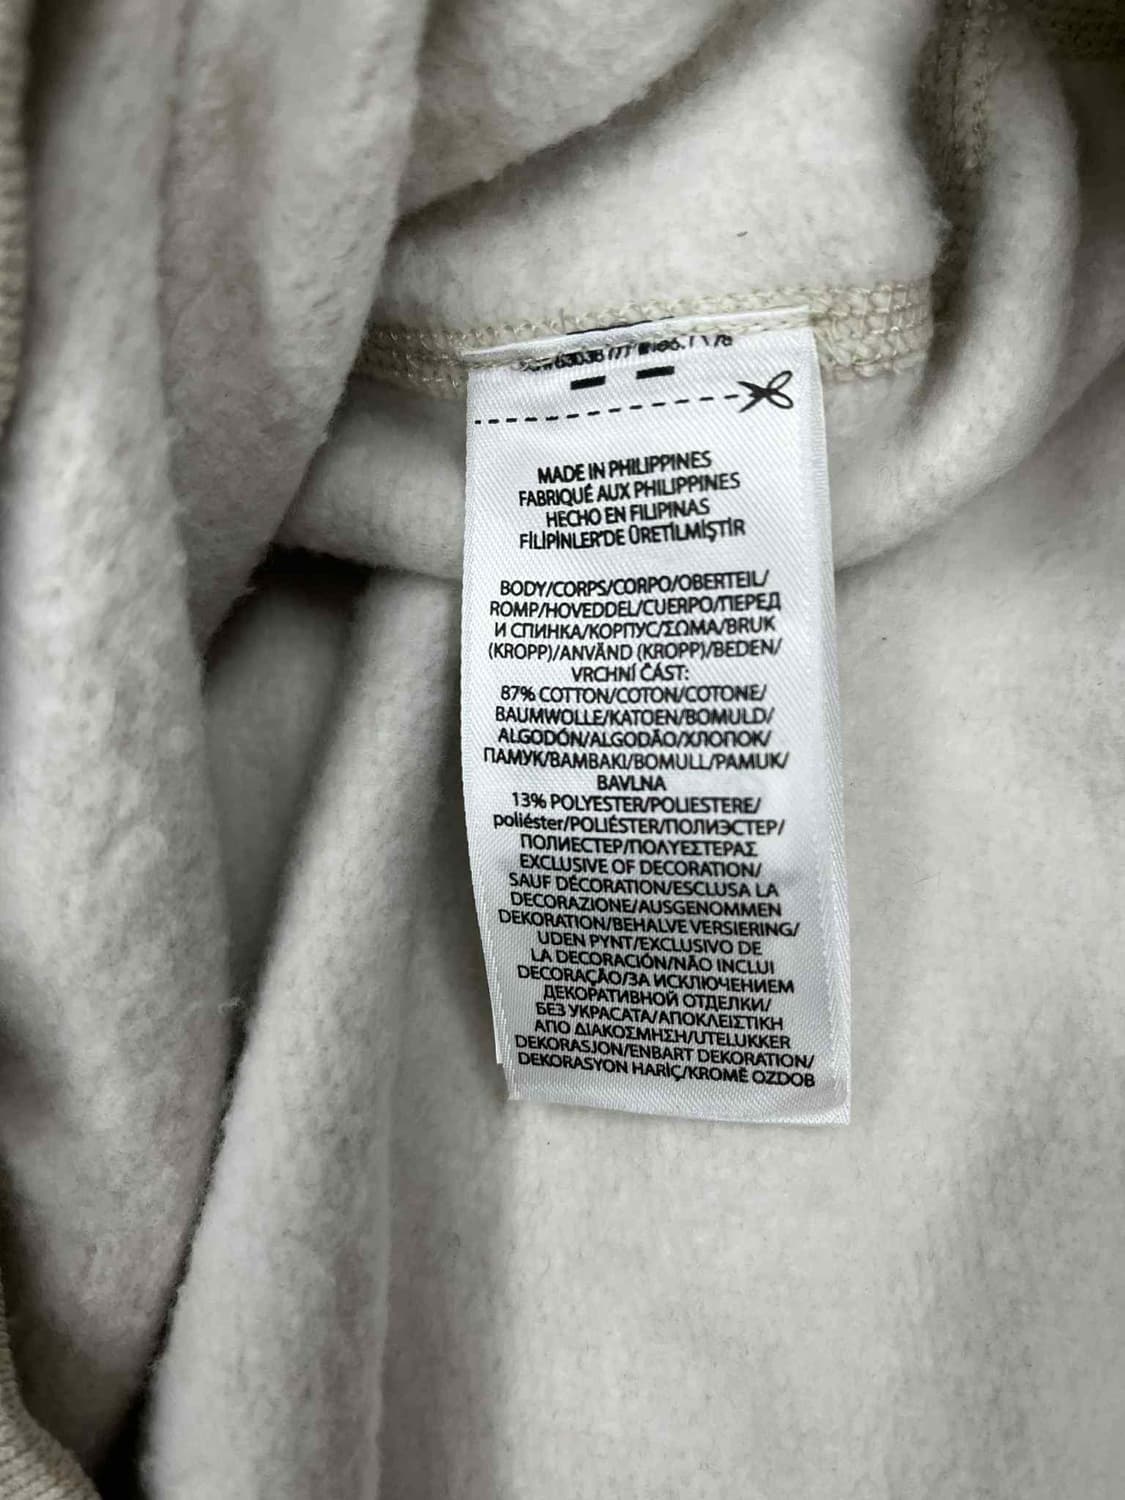 MADE IN PHILIPPINES
FABRIQUÉ AUX PHILIPPINES
HECHO EN FILIPINAS
FİLİPİNLER'DE ÜRETİLMİŞTİR
BODY/CORPS/CORPO/OBERTEIL/
ROMP/HOVEDDEL/CUERPO/ПЕРЕД
И СПИНКА/КОРПУС/ΣΩΜΑ/BRUK
(KROPP)/ANVÄND (KROPP)/BEDEN/
VRCHNÍ ČÁST:
87% COTTON/COTON/COTONE/
BAUMWOLLE/KATOEN/BOMULD/
ALGODÓN/ALGODÃO/ХЛОПОК/
ПАМУК/BAMBAKI/BOMULL/PAMUK/
BAVLNA
13% POLYESTER/POLIESTERE/
poliéster/POLIÉSTER/ПОЛИЭСТЕР/
ПОЛИЕСТЕР/ΠΟΛΥΕΣΤΕΡΑΣ
EXCLUSIVE OF DECORATION/
SAUF DÉCORATION/ESCLUSA LA
DECORAZIONE/AUSGENOMMEN
DEKORATION/BEHALVE VERSIERING/
UDEN PYNT/EXCLUSIVO DE
LA DECORACIÓN/NÃO INCLUI
DECORAÇÃO/ЗА ИСКЛЮЧЕНИЕМ
ДЕКОРАТИВНОЙ ОТДЕЛКИ/
БЕЗ УКРАСАТА/ΑΠΟΚΛΕΙΣΤΙΚΗ
ΑΠΟ ΔΙΑΚΟΣΜΗΣΗ/UTELUKKER
DEKORASJON/ENBART DEKORATION/
DEKORASYON HARİÇ/KROMĚ OZDOB